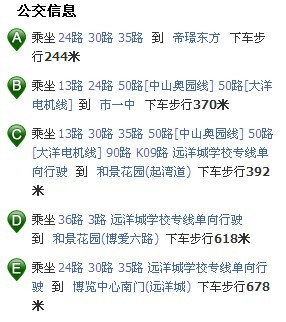 公交信息
A 乘坐 24路 30路 35路 到 帝璟东方 下车步
行244米
B 乘坐 13路 24路 50路[中山奥园线] 50路[大洋
电机线] 到 市一中 下车步行370米
C 乘坐 13路 30路 35路 50路[中山奥园线] 50路
[大洋电机线] 90路 K09路 远洋城学校专线单
向行驶 到 和景花园(起湾道) 下车步行392
米
D 乘坐 36路 3路 远洋城学校专线单向行驶
到 和景花园(博爱六路) 下车步行618米
E 乘坐 24路 30路 35路 远洋城学校专线单向行
驶 到 博览中心南门(远洋城) 下车步行678
米